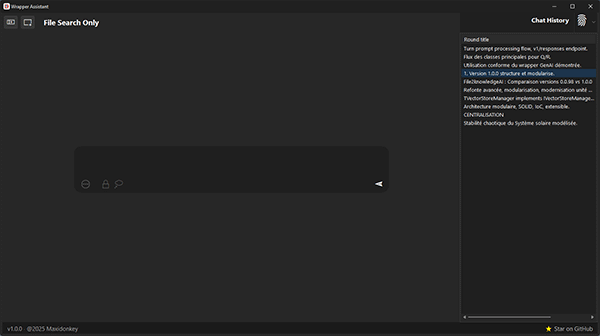 Wrapper Assistant
File Search Only
Chat History
Round title
Turn prompt processing flow, v1/responses endpoint.
Flux des classes principales pour Q/R.
Utilisation conforme du wrapper GenAI démontrée.
1. Version 1.0.0 structure et modularise.
File2knowledgeAI : Comparaison versions 0.0.98 vs 1.0.0
Refonte avancée, modularisation, modernisation unité ...
TVectorStoreManager implements IVectorStoreManage...
Architecture modulaire, SOLID, IoC, extensible.
CENTRALISATION
Stabilité chaotique du Système solaire modélisée.
v1.0.0 - @2025 Maxidonkey
Star on GitHub